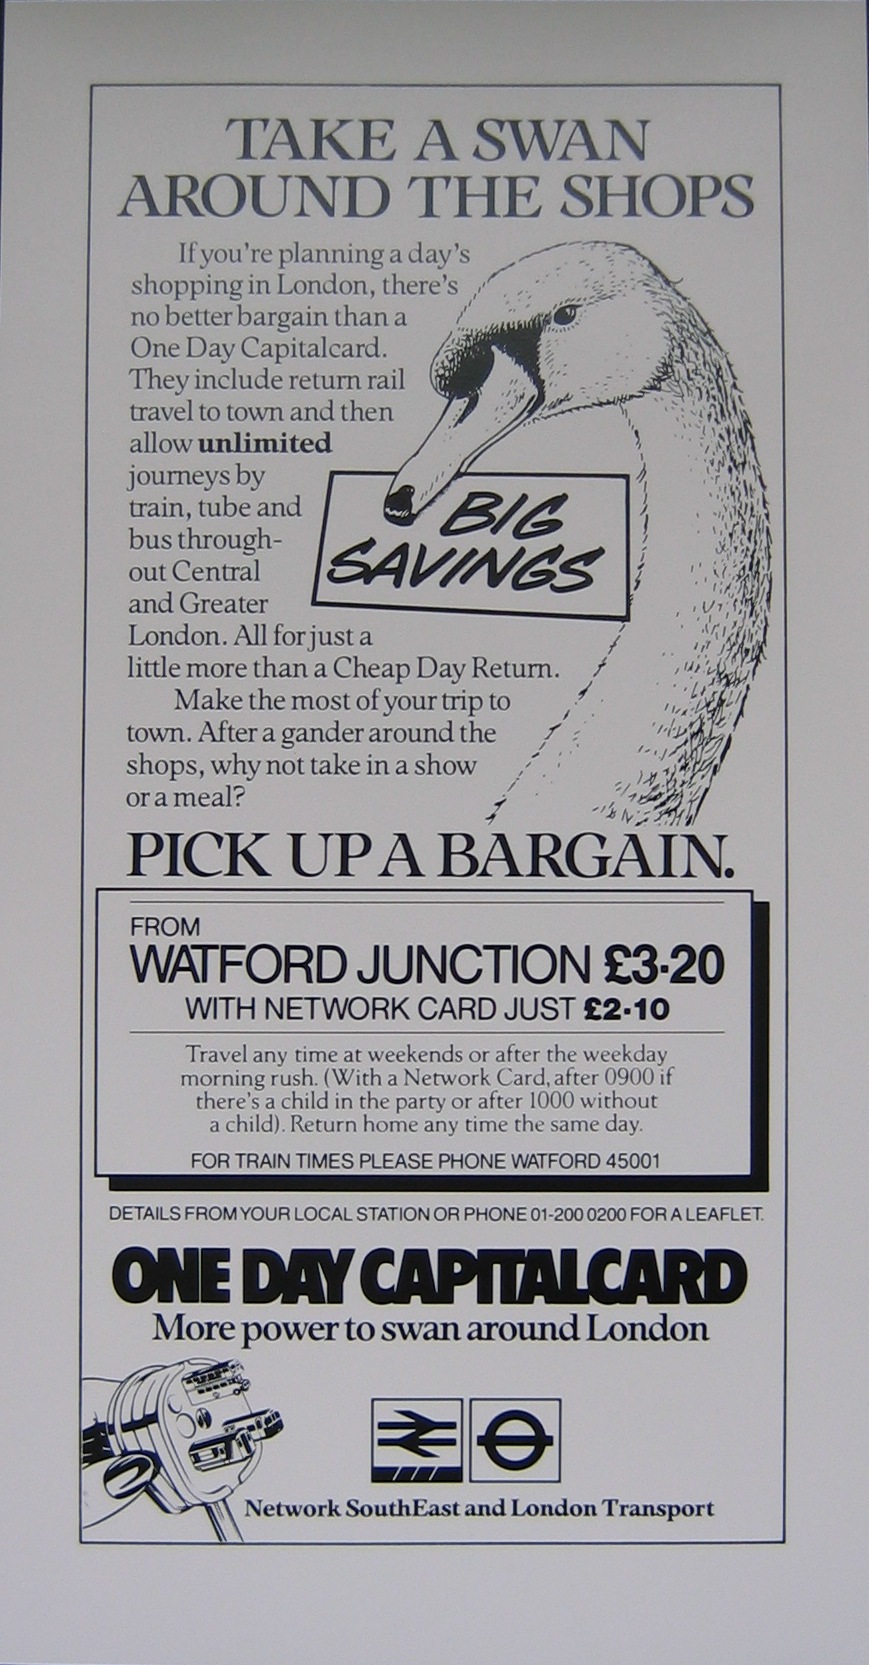 TAKE A SWAN
AROUND THE SHOPS
If you're planning a day's
shopping in London, there's
no better bargain than a
One Day Capitalcard.
They include return rail
travel to town and then
allow unlimited
journeys by
train, tube and
bus through-
out Central
and Greater
London. All for just a
little more than a Cheap Day Return.
BIG
SAVINGS
Make the most of your trip to
town. After a gander around the
shops, why not take in a show
or a meal?
PICK UP A BARGAIN.
FROM
WATFORD JUNCTION £3·20
WITH NETWORK CARD JUST £2·10
Travel any time at weekends or after the weekday
morning rush. (With a Network Card, after 0900 if
there's a child in the party or after 1000 without
a child). Return home any time the same day.
FOR TRAIN TIMES PLEASE PHONE WATFORD 45001
DETAILS FROM YOUR LOCAL STATION OR PHONE 01-200 0200 FOR A LEAFLET.
ONE DAY CAPITALCARD
More power to swan around London
Network SouthEast and London Transport